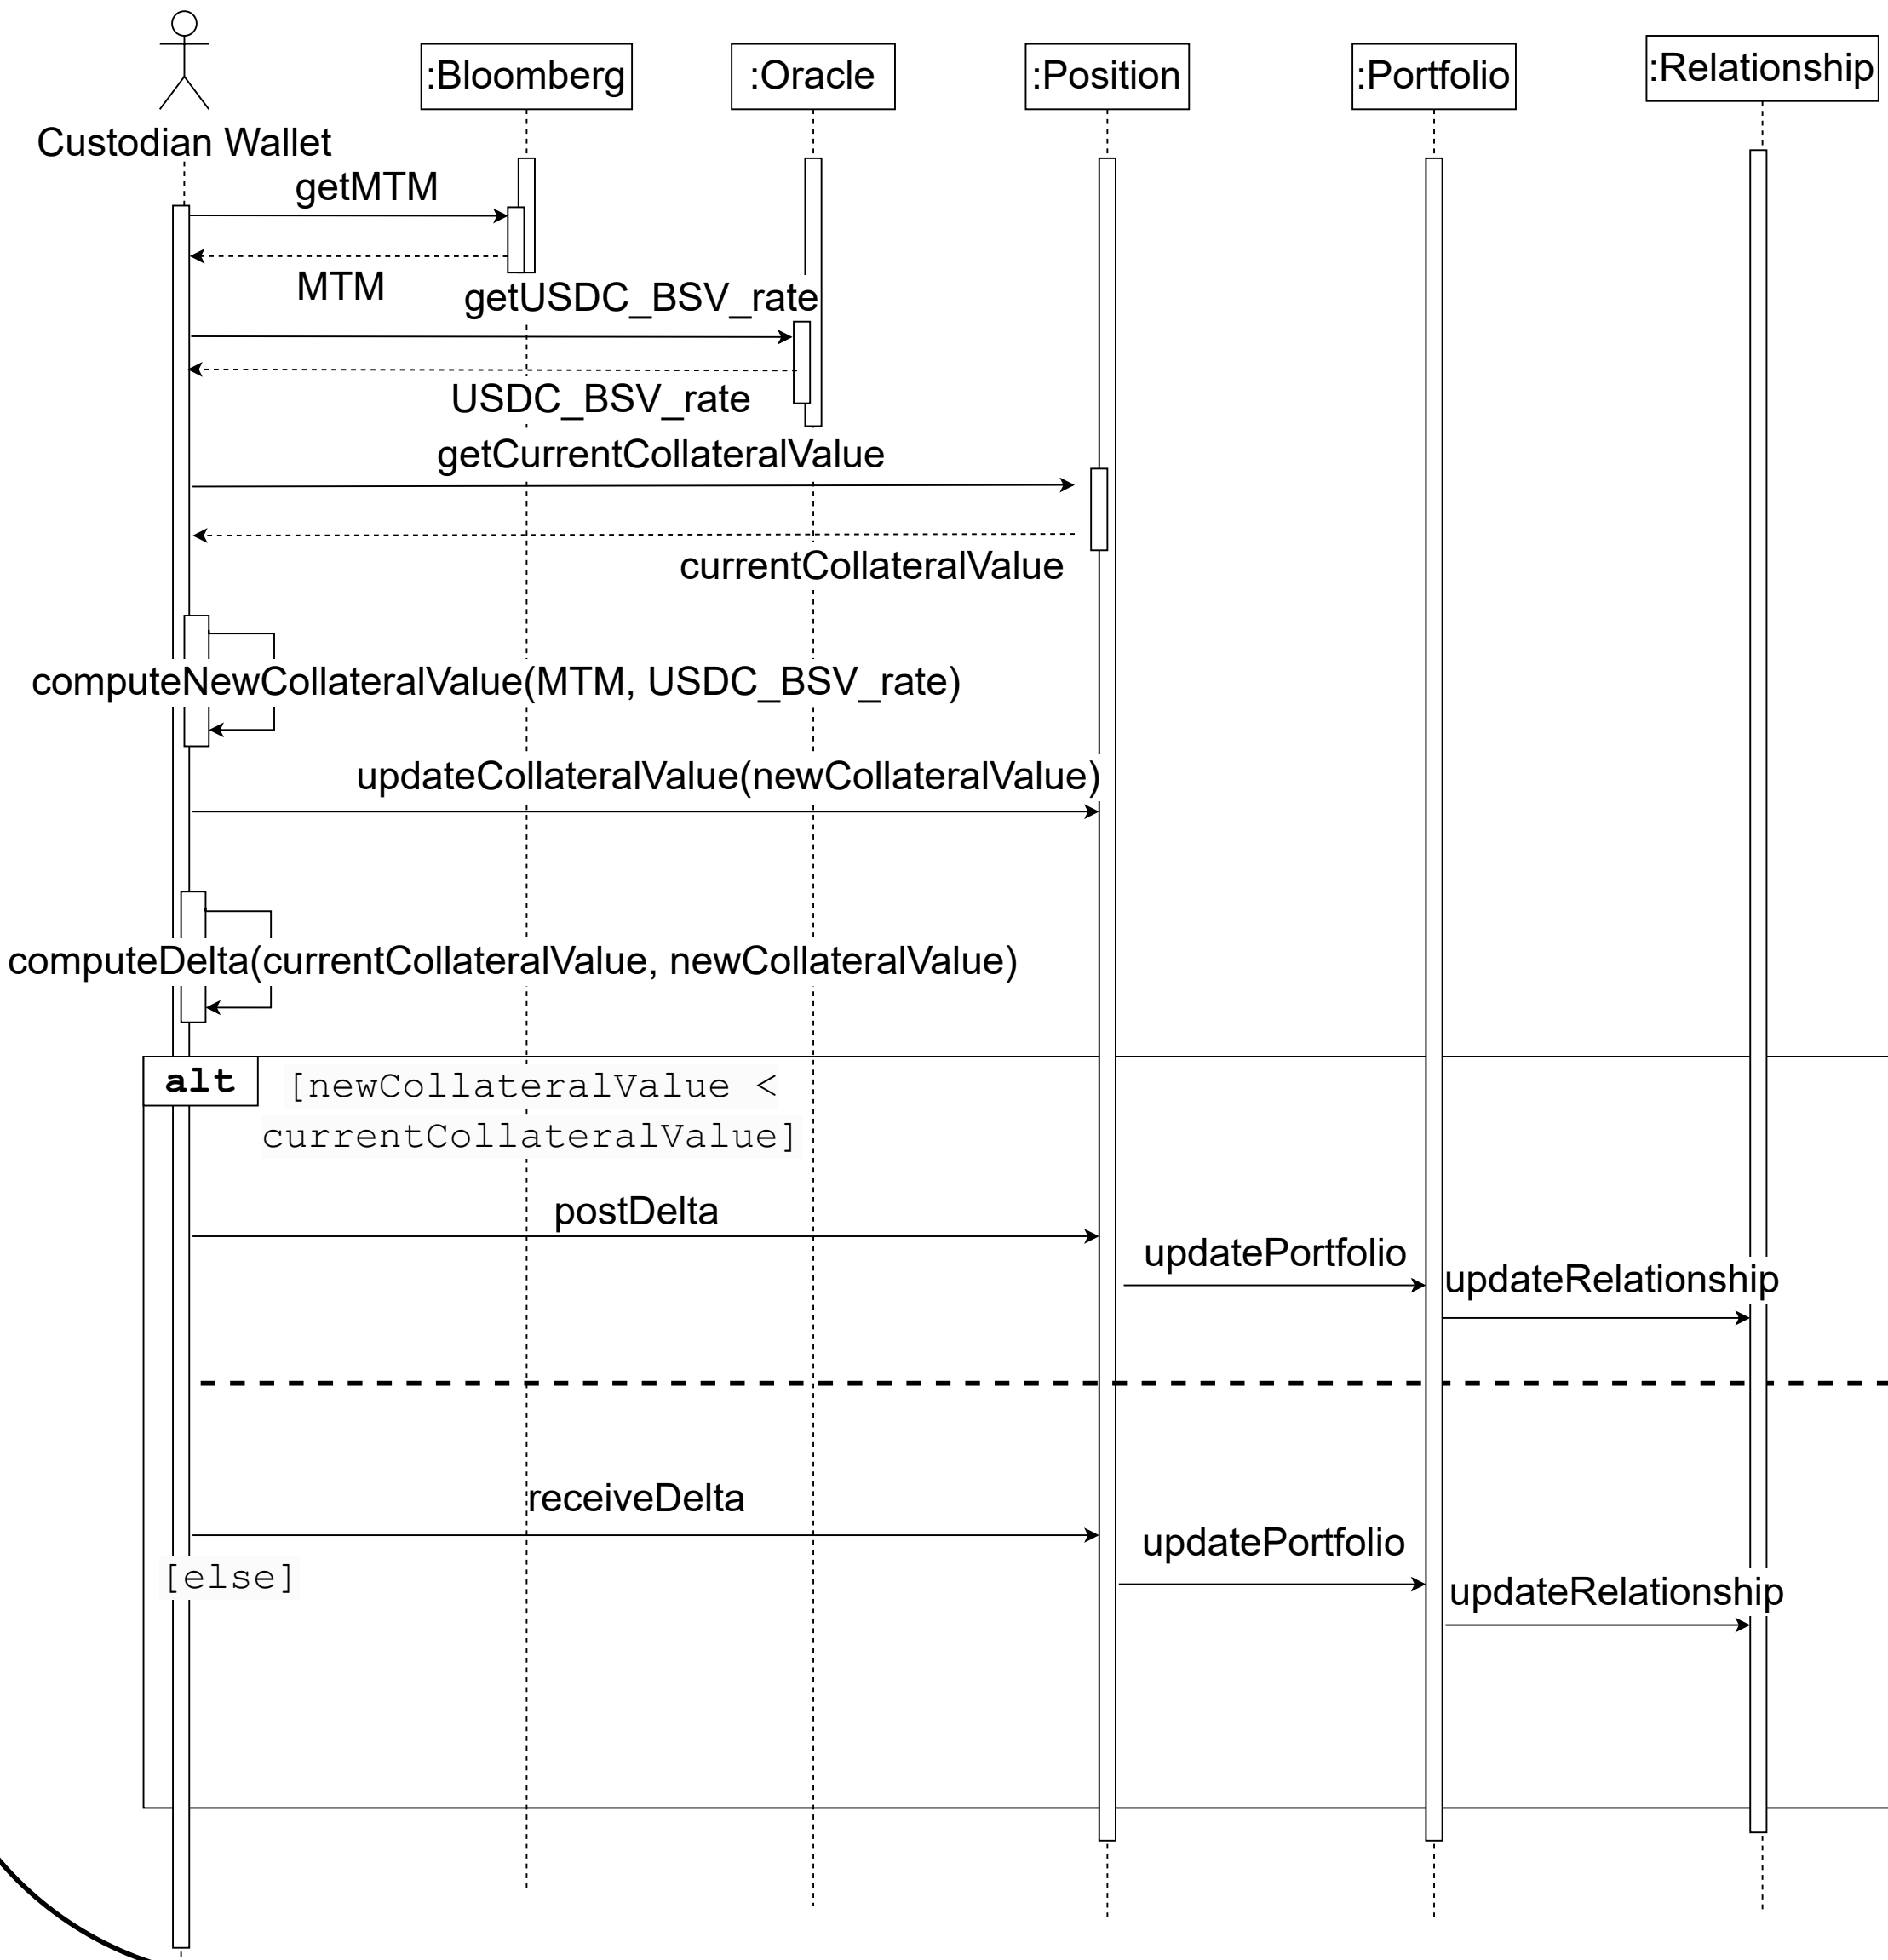 Custodian Wallet
:Bloomberg
:Oracle
:Position
:Portfolio
:Relationship
getMTM
MTM
getUSDC_BSV_rate
USDC_BSV_rate
getCurrentCollateralValue
currentCollateralValue
computeNewCollateralValue(MTM, USDC_BSV_rate)
updateCollateralValue(newCollateralValue)
computeDelta(currentCollateralValue, newCollateralValue)
alt
[newCollateralValue <
currentCollateralValue]
postDelta
updatePortfolio
updateRelationship
receiveDelta
updatePortfolio
[else]
updateRelationship